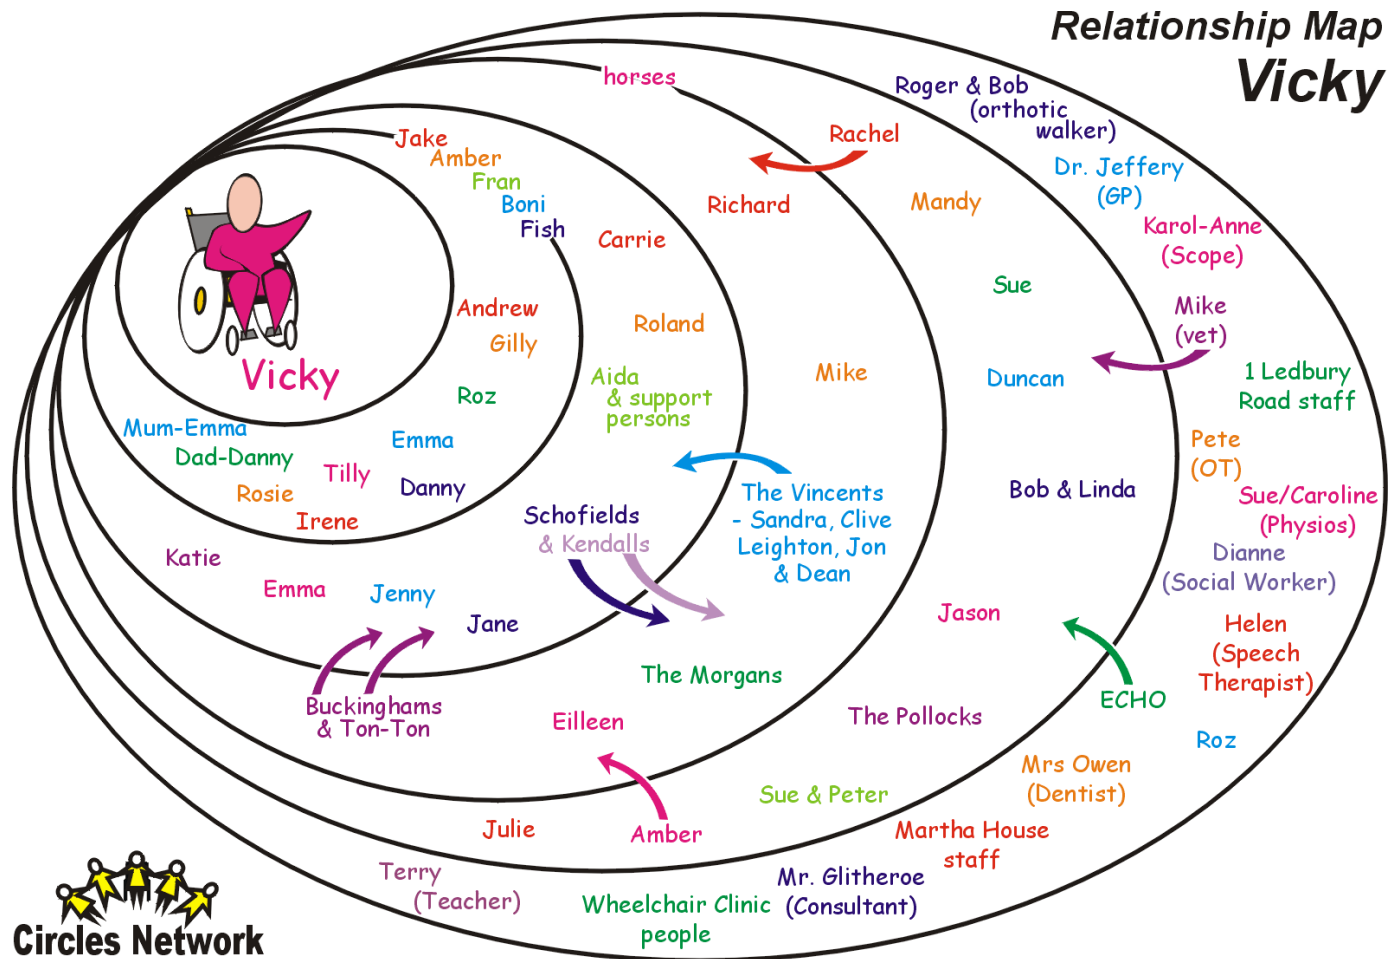 Relationship Map
Vicky
horses
Roger & Bob
(orthotic
walker)
Rachel
Jake
Amber
Fran
Boni
Fish
Dr. Jeffery
(GP)
Richard
Mandy
Carrie
Karol-Anne
(Scope)
Sue
Mike
(vet)
Andrew
Gilly
Roland
Vicky
Mike
Duncan
1 Ledbury
Road staff
Aida
& support
persons
Roz
Mum-Emma
Dad-Danny
Emma
Tilly
Danny
Rosie
Irene
Pete
(OT)
Bob & Linda
Sue/Caroline
(Physios)
The Vincents
- Sandra, Clive
Leighton, Jon
& Dean
Schofields
& Kendalls
Katie
Emma
Jenny
Jane
Dianne
(Social Worker)
Jason
Helen
(Speech
Therapist)
The Morgans
ECHO
Buckinghams
& Ton-Ton
Eilleen
The Pollocks
Roz
Mrs Owen
(Dentist)
Sue & Peter
Julie
Amber
Martha House
staff
Terry
(Teacher)
Mr. Glitheroe
(Consultant)
Wheelchair Clinic
people
Circles Network